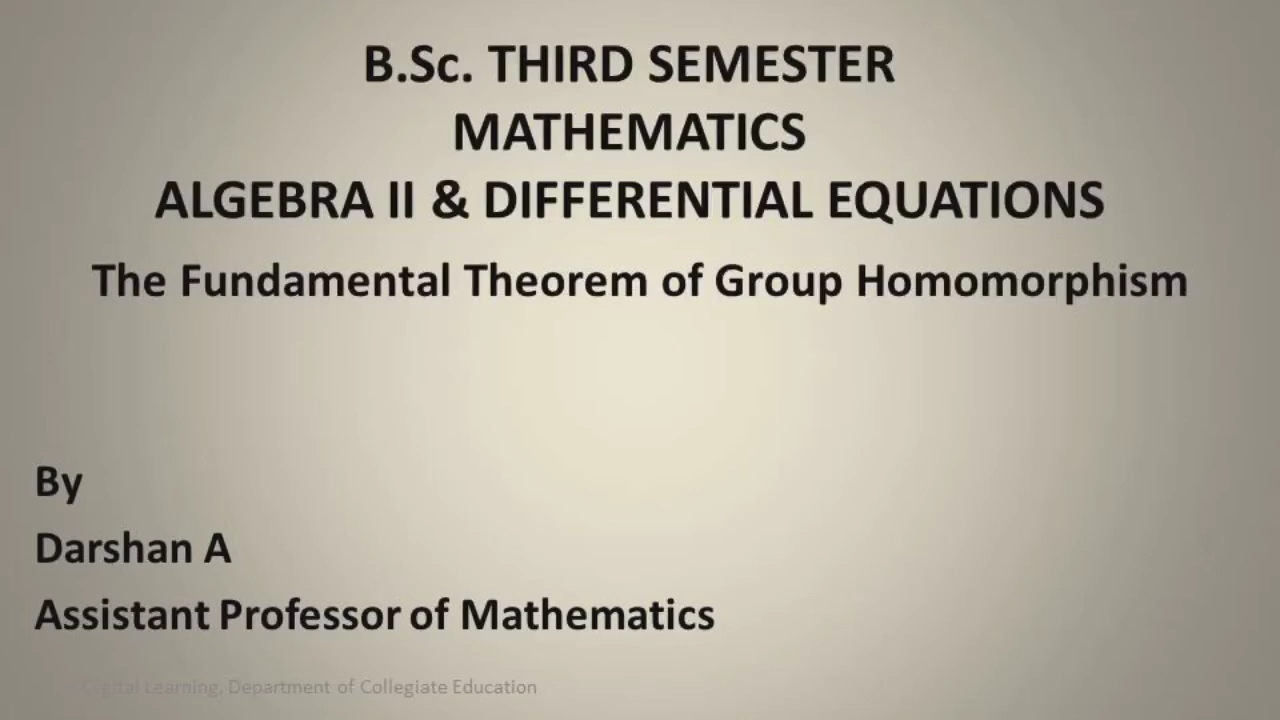 B.Sc. THIRD SEMESTER
MATHEMATICS
ALGEBRA II & DIFFERENTIAL EQUATIONS
The Fundamental Theorem of Group Homomorphism
By
Darshan A
Assistant Professor of Mathematics
Digital Learning, Department of Collegiate Education